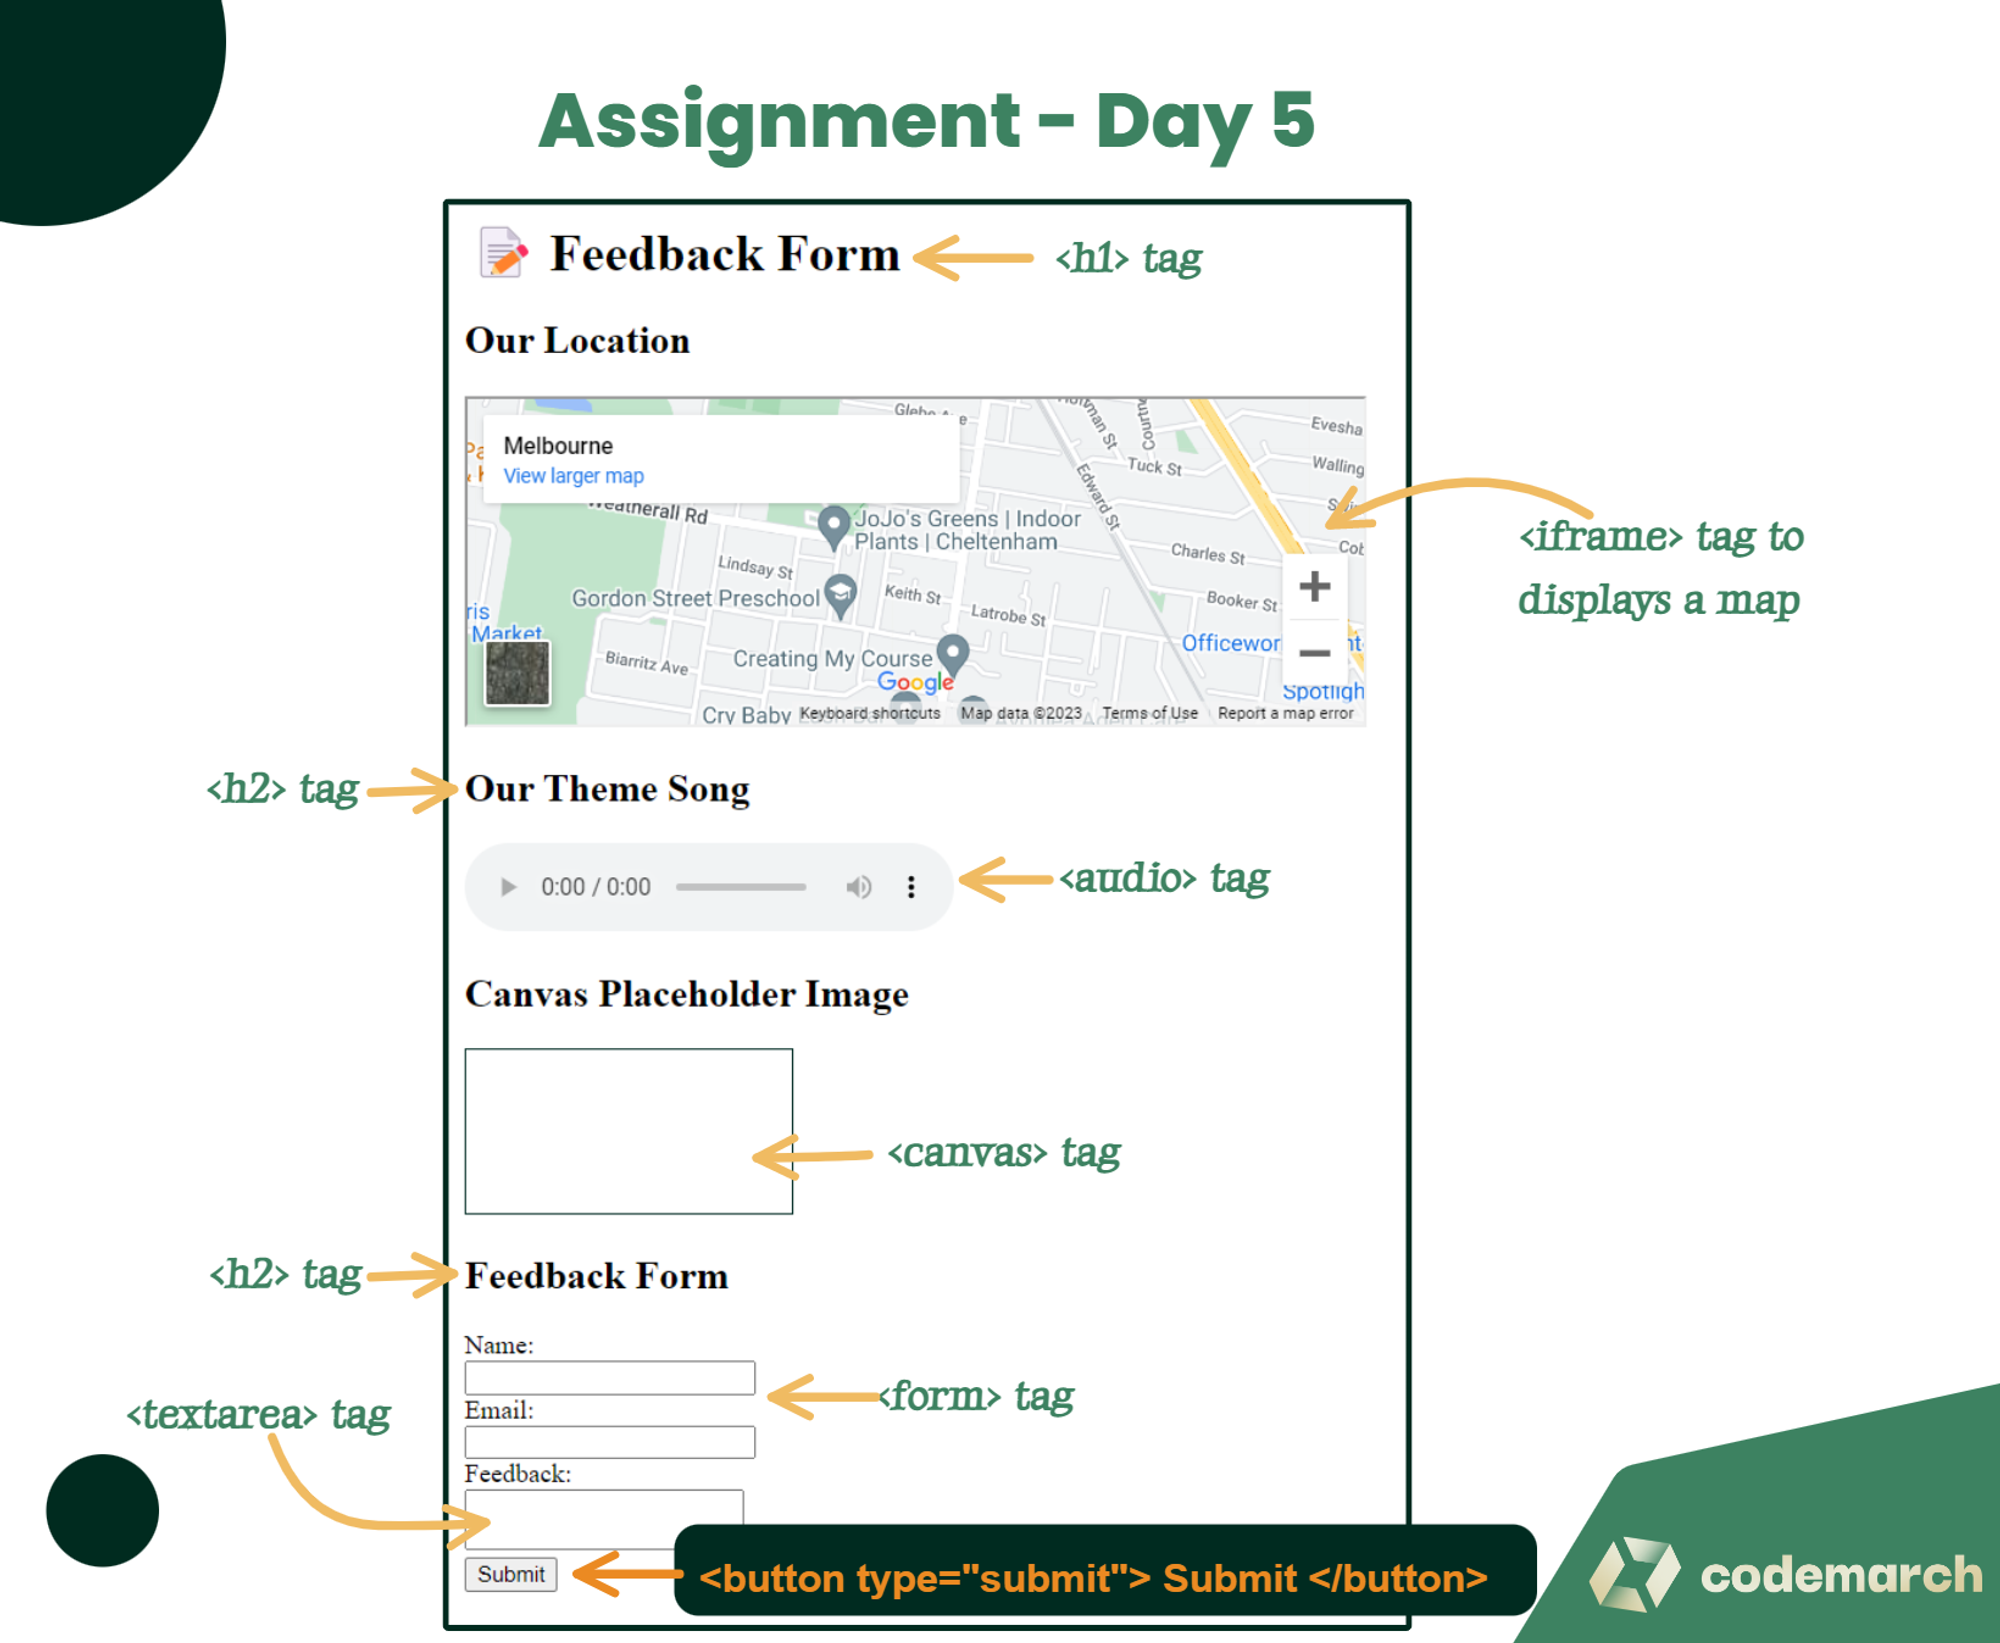 Assignment - Day 5
Feedback Form
<h1> tag
Our Location
Melbourne
View larger map
Weatherall Rd
Tuck St
Edward St
Evesha
Walling
JoJo's Greens | Indoor
Plants | Cheltenham
Lindsay St
Charles St
Gordon Street Preschool
Keith St
Latrobe St
Booker St
ris
Market
Officewor
Biarritz Ave
Creating My Course
Google
Spotligh
Cry Baby
Keyboard shortcuts
Map data ©2023
Terms of Use
Report a map error
<iframe> tag to
displays a map
<h2> tag
Our Theme Song
0:00 / 0:00
<audio> tag
Canvas Placeholder Image
<canvas> tag
<h2> tag
Feedback Form
Name:
<form> tag
Email:
<textarea> tag
Feedback:
Submit
<button type="submit"> Submit </button>
codemarch